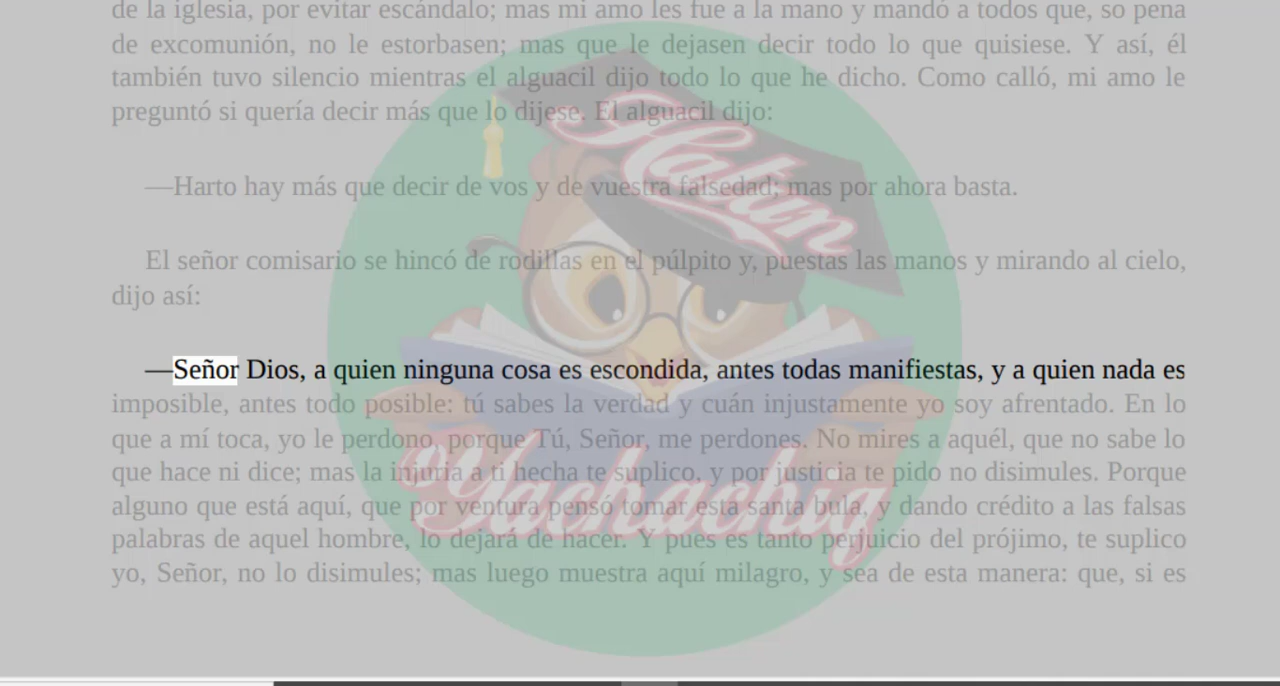 de la iglesia, por evitar escándalo; mas mi amo les fue a la mano y mandó a todos que, so pena
de excomunión, no le estorbasen; mas que le dejasen decir todo lo que quisiese. Y así, él
también tuvo silencio mientras el alguacil dijo todo lo que he dicho. Como calló, mi amo le
preguntó si quería decir más que lo dijese. El alguacil dijo:
—Harto hay más que decir de vos y de vuestra falsedad; mas por ahora basta.
El señor comisario se hincó de rodillas en el púlpito y, puestas las manos y mirando al cielo,
dijo así:
—Señor Dios, a quien ninguna cosa es escondida, antes todas manifiestas, y a quien nada es
imposible, antes todo posible: tú sabes la verdad y cuán injustamente yo soy afrentado. En lo
que a mí toca, yo le perdono, porque Tú, Señor, me perdones. No mires a aquél, que no sabe lo
que hace ni dice; mas la injuria a ti hecha te suplico, y por justicia te pido no disimules. Porque
alguno que está aquí, que por ventura pensó tomar esta santa bula, y dando crédito a las falsas
palabras de aquel hombre, lo dejará de hacer. Y pues es tanto perjuicio del prójimo, te suplico
yo, Señor, no lo disimules; mas luego muestra aquí milagro, y sea de esta manera: que, si es
Hatun
Yachachiq